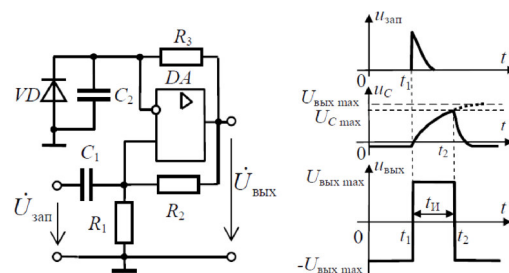 R₃
DA
VD
C₂
C₁
R₂
R₁
U̇зап
U̇вых
uзап
0
t₁
t
uC
Uвых max
UC max
0
t₂
t
uвых
Uвых max
tИ
0
t₁
t₂
t
-Uвых max